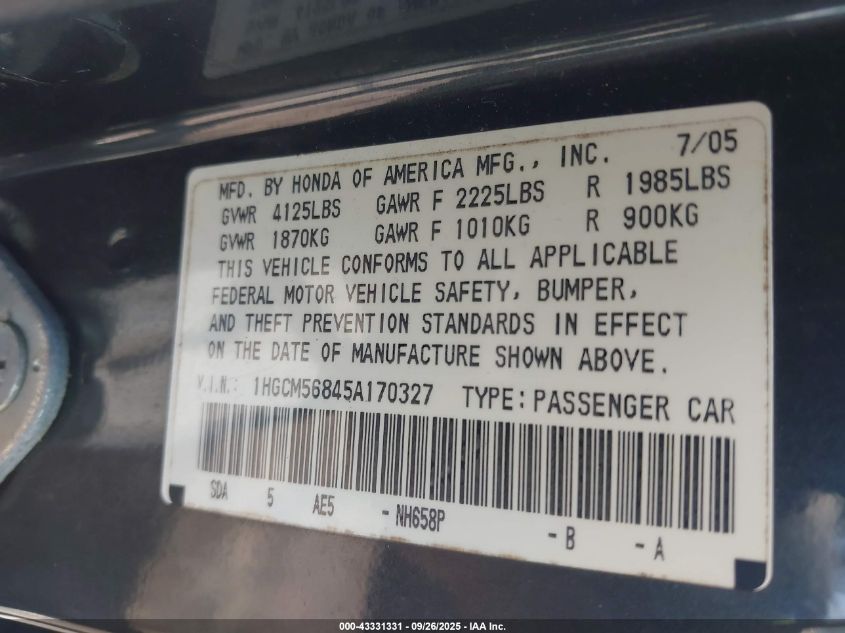 MFD. BY HONDA OF AMERICA MFG., INC. 7/05
GVWR 4125LBS GAWR F 2225LBS R 1985LBS
GVWR 1870KG GAWR F 1010KG R 900KG
THIS VEHICLE CONFORMS TO ALL APPLICABLE
FEDERAL MOTOR VEHICLE SAFETY, BUMPER,
AND THEFT PREVENTION STANDARDS IN EFFECT
ON THE DATE OF MANUFACTURE SHOWN ABOVE.
V.I.N.: 1HGCM56845A170327 TYPE:PASSENGER CAR
SDA 5 AE5 -NH658P -B -A
000-43331331 — 09/26/2025 - IAA Inc.